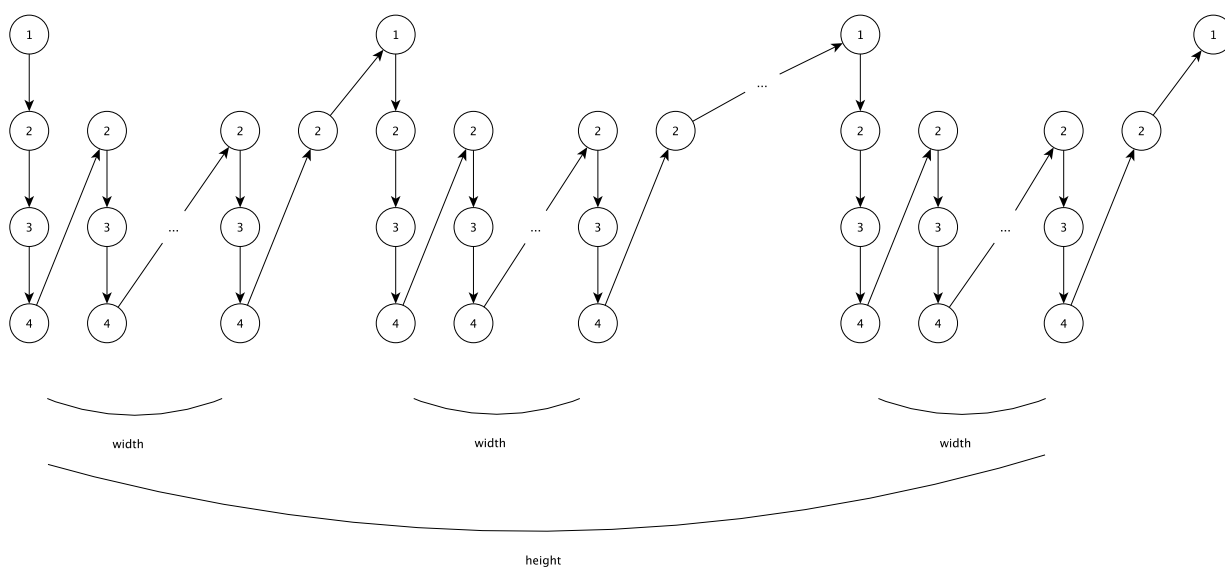 1 1 1 1
...
2 2 2 2 2 2 2 2 2 2 2 2
3 3 3 3 3 3 3 3 3
... ... ...
4 4 4 4 4 4 4 4 4
width width width
height